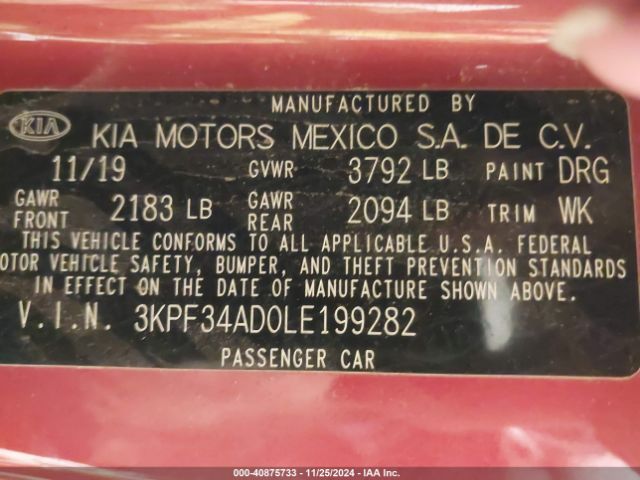 MANUFACTURED BY
KIA KIA MOTORS MEXICO S.A. DE C.V.
11/19 GVWR 3792 LB PAINT DRG
GAWR FRONT 2183 LB GAWR REAR 2094 LB TRIM WK
THIS VEHICLE CONFORMS TO ALL APPLICABLE U.S.A. FEDERAL
OTOR VEHICLE SAFETY, BUMPER, AND THEFT PREVENTION STANDARDS
IN EFFECT ON THE DATE OF MANUFACTURE SHOWN ABOVE.
V.I.N. 3KPF34AD0LE199282
PASSENGER CAR
000-40875733 - 11/25/2024 - IAA Inc.